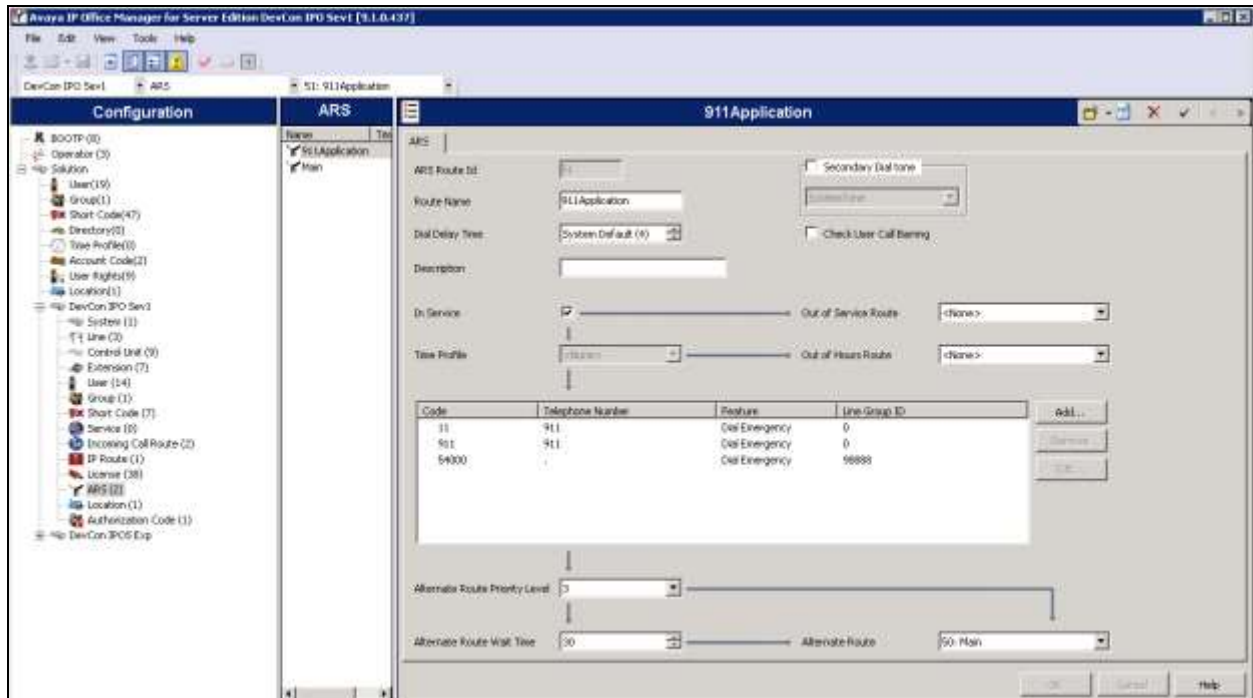 Avaya IP Office Manager for Server Edition DevCon IPO Sev1 [9.1.0.437]
File Edit View Tools Help
DevCon IPO Sev1 ARS 51: 911Application
Configuration
BOOTP (8)
Operator (3)
Solution
User(19)
Group(1)
Short Code(47)
Directory(0)
Time Profile(0)
Account Code(2)
User Rights(9)
Location(1)
DevCon IPO Sev1
System (1)
Line (3)
Control Unit (9)
Extension (7)
User (14)
Group (1)
Short Code (7)
Service (0)
Incoming Call Route (2)
IP Route (1)
License (38)
ARS (2)
Location (1)
Authorization Code (1)
DevCon IPOS Exp
ARS
Name
911Application
Main
911Application
ARS
ARS Route Id
Secondary Dial tone
Route Name 911Application
Dial Delay Time System Default (4) Check User Call Barring
Description
In Service Out of Service Route <None>
Time Profile <None> Out of Hours Route <None>
Code Telephone Number Feature Line Group ID
11 911 Dial Emergency 0
911 911 Dial Emergency 0
54000 . Dial Emergency 98888
Add...
Remove
Edit...
Alternate Route Priority Level 3
Alternate Route Wait Time 30 Alternate Route 50: Main
OK Cancel Help